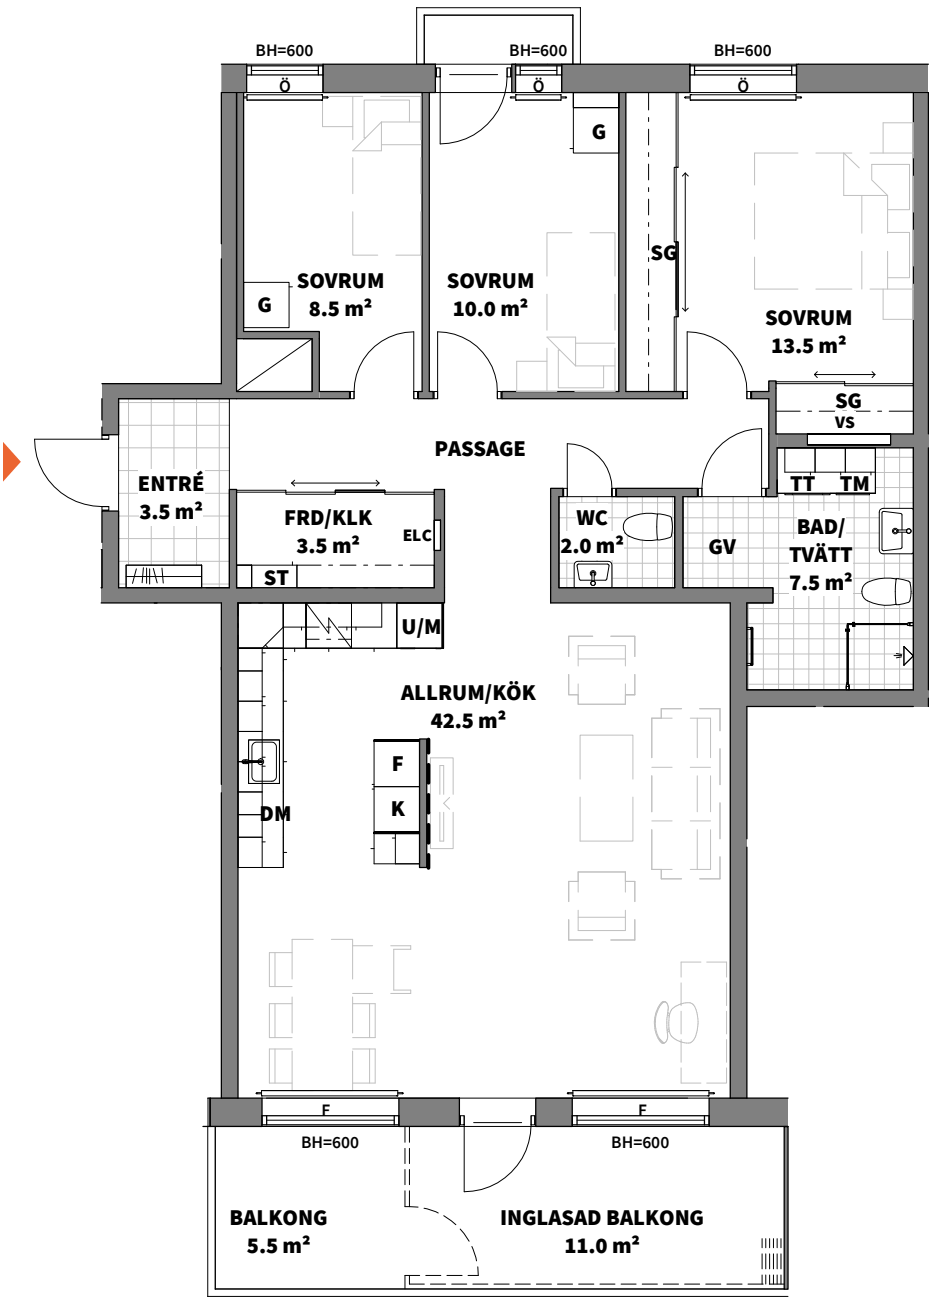 BH=600
BH=600
BH=600
Ö
Ö
Ö
G
SG
SOVRUM
8.5 m²
SOVRUM
10.0 m²
G
SOVRUM
13.5 m²
SG
VS
PASSAGE
ENTRÉ
3.5 m²
FRD/KLK
3.5 m²
ELC
ST
WC
2.0 m²
GV
TT TM
BAD/
TVÄTT
7.5 m²
U/M
ALLRUM/KÖK
42.5 m²
F
K
DM
F
F
BH=600
BH=600
BALKONG
5.5 m²
INGLASAD BALKONG
11.0 m²